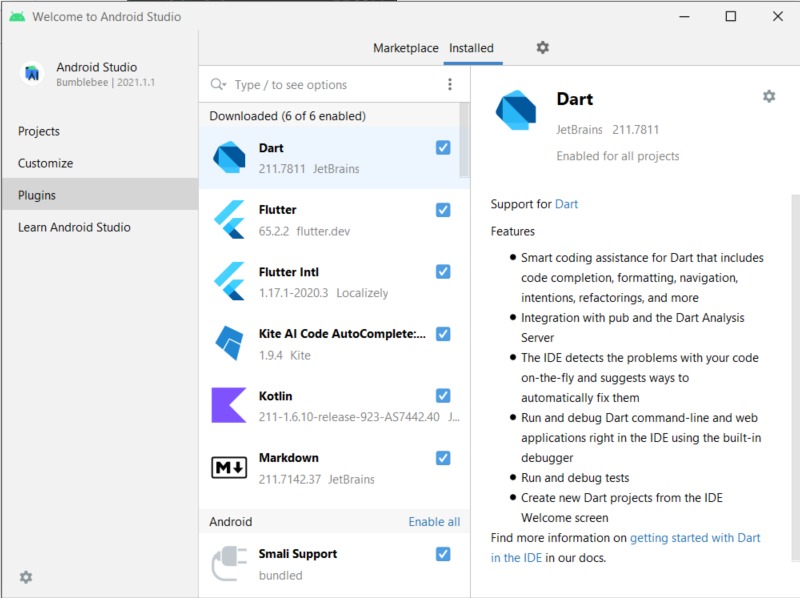 Welcome to Android Studio
Android Studio
Bumblebee | 2021.1.1
Projects
Customize
Plugins
Learn Android Studio
Marketplace Installed
Type / to see options
Downloaded (6 of 6 enabled)
Dart
211.7811 JetBrains
Flutter
65.2.2 flutter.dev
Flutter Intl
1.17.1-2020.3 Localizely
Kite AI Code AutoComplete:...
1.9.4 Kite
Kotlin
211-1.6.10-release-923-AS7442.40 J...
M
Markdown
211.7142.37 JetBrains
Android Enable all
Smali Support
bundled
Dart
JetBrains 211.7811
Enabled for all projects
Support for Dart
Features
• Smart coding assistance for Dart that includes
code completion, formatting, navigation,
intentions, refactorings, and more
• Integration with pub and the Dart Analysis
Server
• The IDE detects the problems with your code
on-the-fly and suggests ways to
automatically fix them
• Run and debug Dart command-line and web
applications right in the IDE using the built-in
debugger
• Run and debug tests
• Create new Dart projects from the IDE
Welcome screen
Find more information on getting started with Dart
in the IDE in our docs.